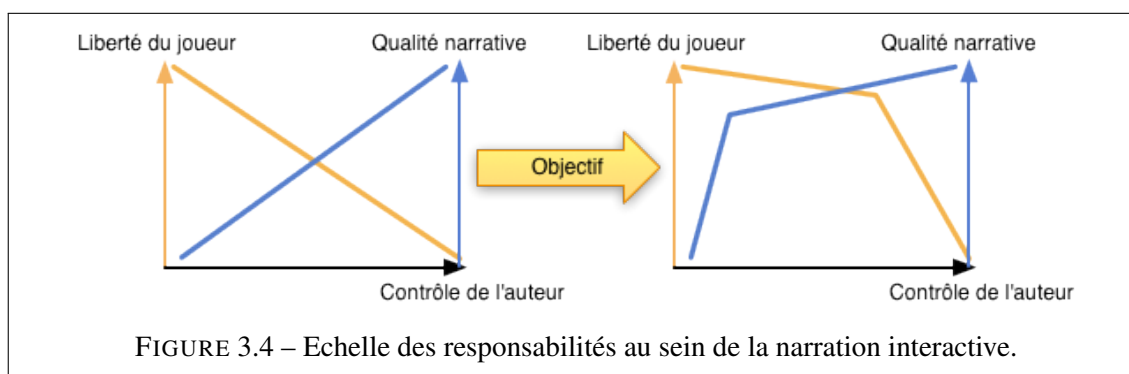 Liberté du joueur
Qualité narrative
Liberté du joueur
Qualité narrative
Objectif
Contrôle de l'auteur
Contrôle de l'auteur
FIGURE 3.4 – Echelle des responsabilités au sein de la narration interactive.